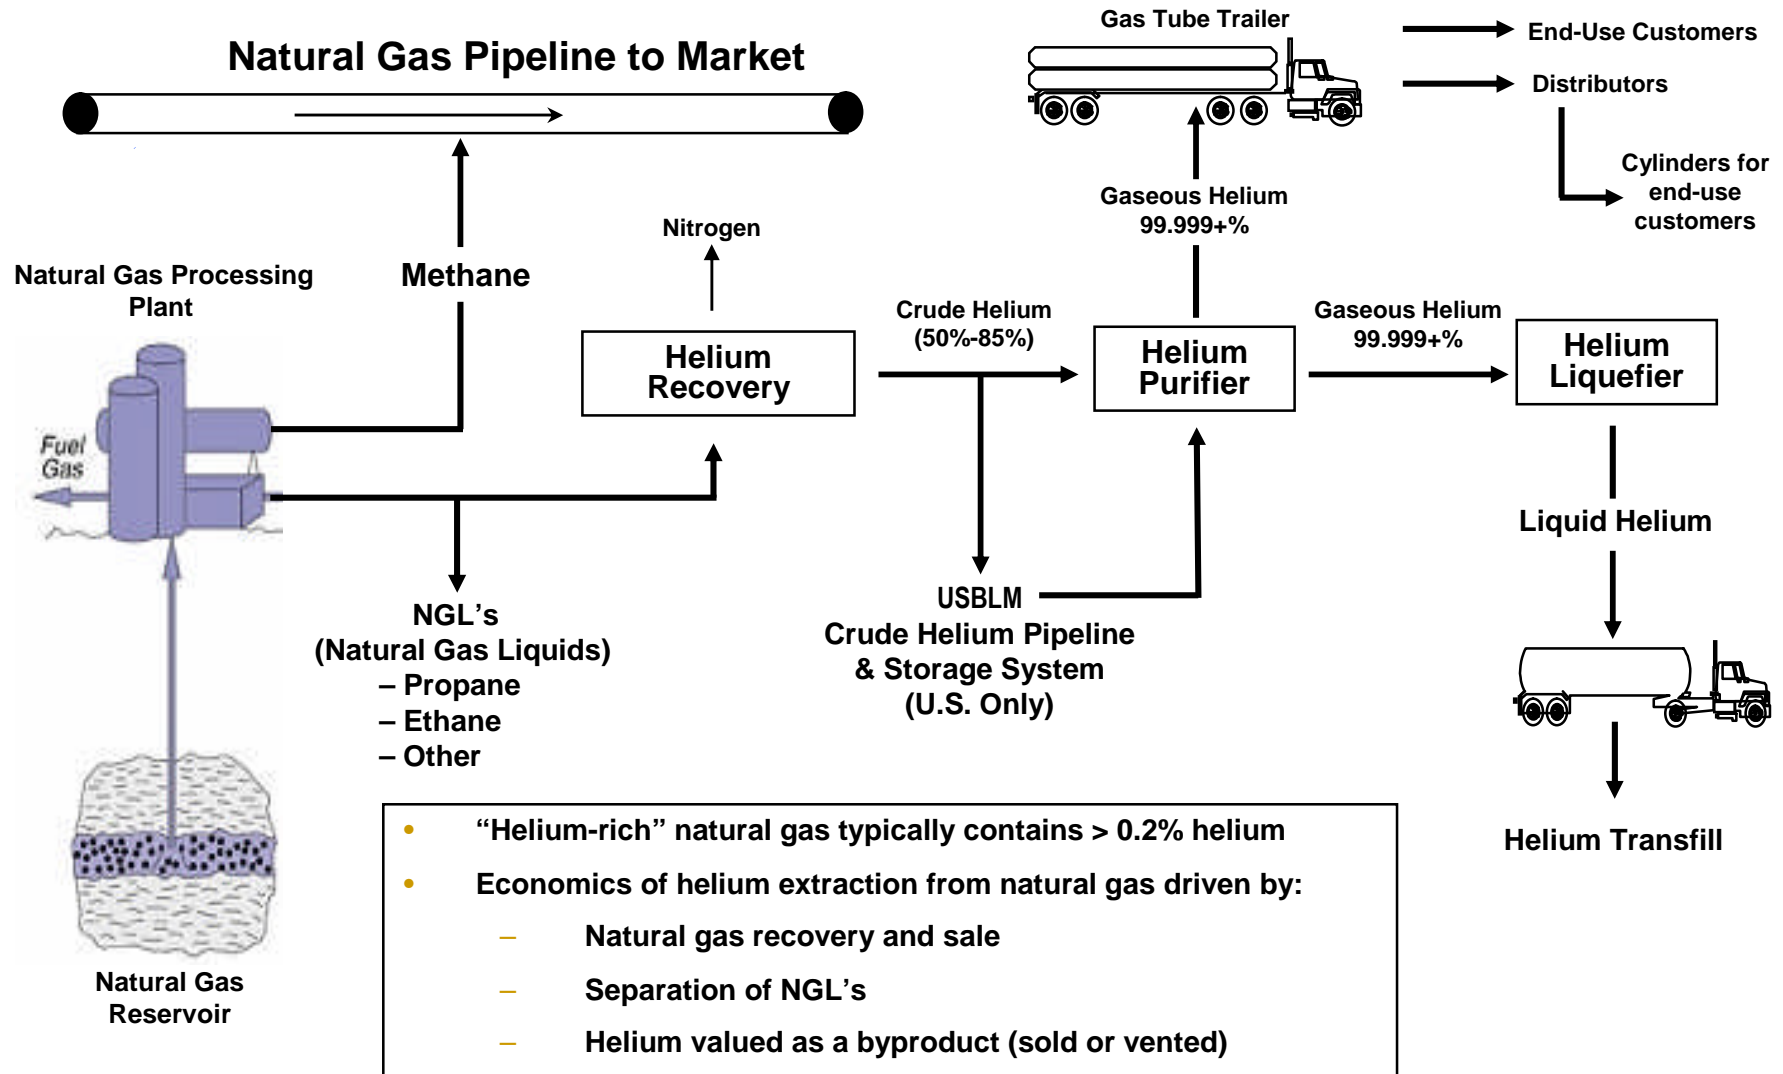 Gas Tube Trailer
End-Use Customers
Natural Gas Pipeline to Market
Distributors
Cylinders for
end-use
customers
Gaseous Helium
99.999+%
Nitrogen
Natural Gas Processing
Plant
Methane
Crude Helium
(50%-85%)
Gaseous Helium
99.999+%
Helium
Recovery
Helium
Purifier
Helium
Liquefier
Fuel
Gas
Liquid Helium
NGL’s
(Natural Gas Liquids)
– Propane
– Ethane
– Other
USBLM
Crude Helium Pipeline
& Storage System
(U.S. Only)
Helium Transfill
Natural Gas
Reservoir
• “Helium-rich” natural gas typically contains > 0.2% helium
• Economics of helium extraction from natural gas driven by:
– Natural gas recovery and sale
– Separation of NGL’s
– Helium valued as a byproduct (sold or vented)